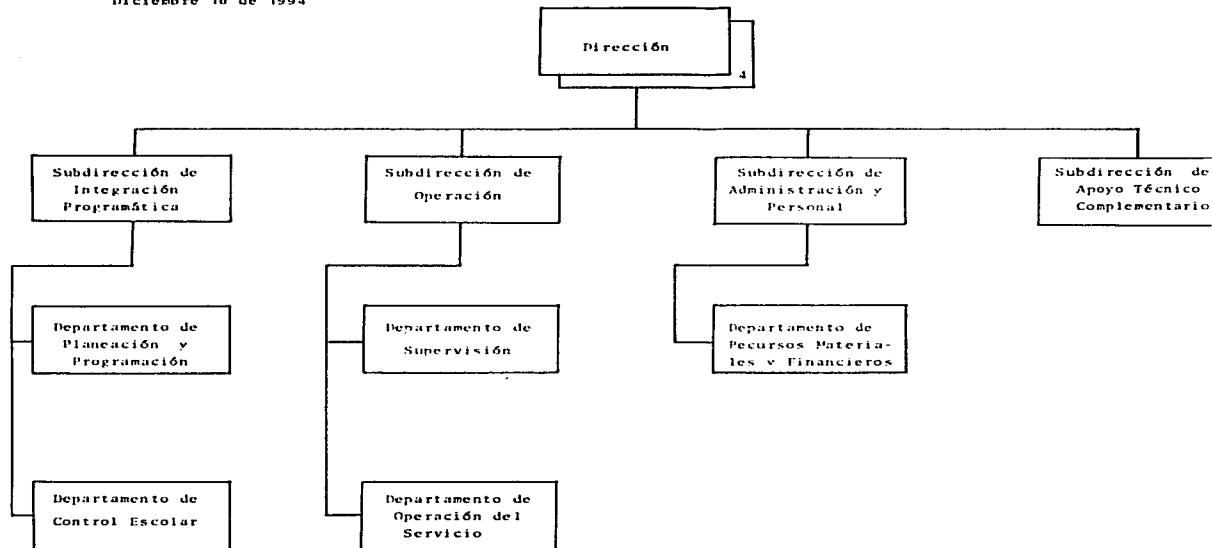 Diciembre 16 de 1994
Dirección
4
Subdirección de
Integración
Programática
Subdirección de
Operación
Subdirección de
Administración y
Personal
Subdirección de
Apoyo Técnico
Complementario
Departamento de
Planeación y
Programación
Departamento de
Supervisión
Departamento de
Recursos Materia-
les y Financieros
Departamento de
Control Escolar
Departamento de
Operación del
Servicio